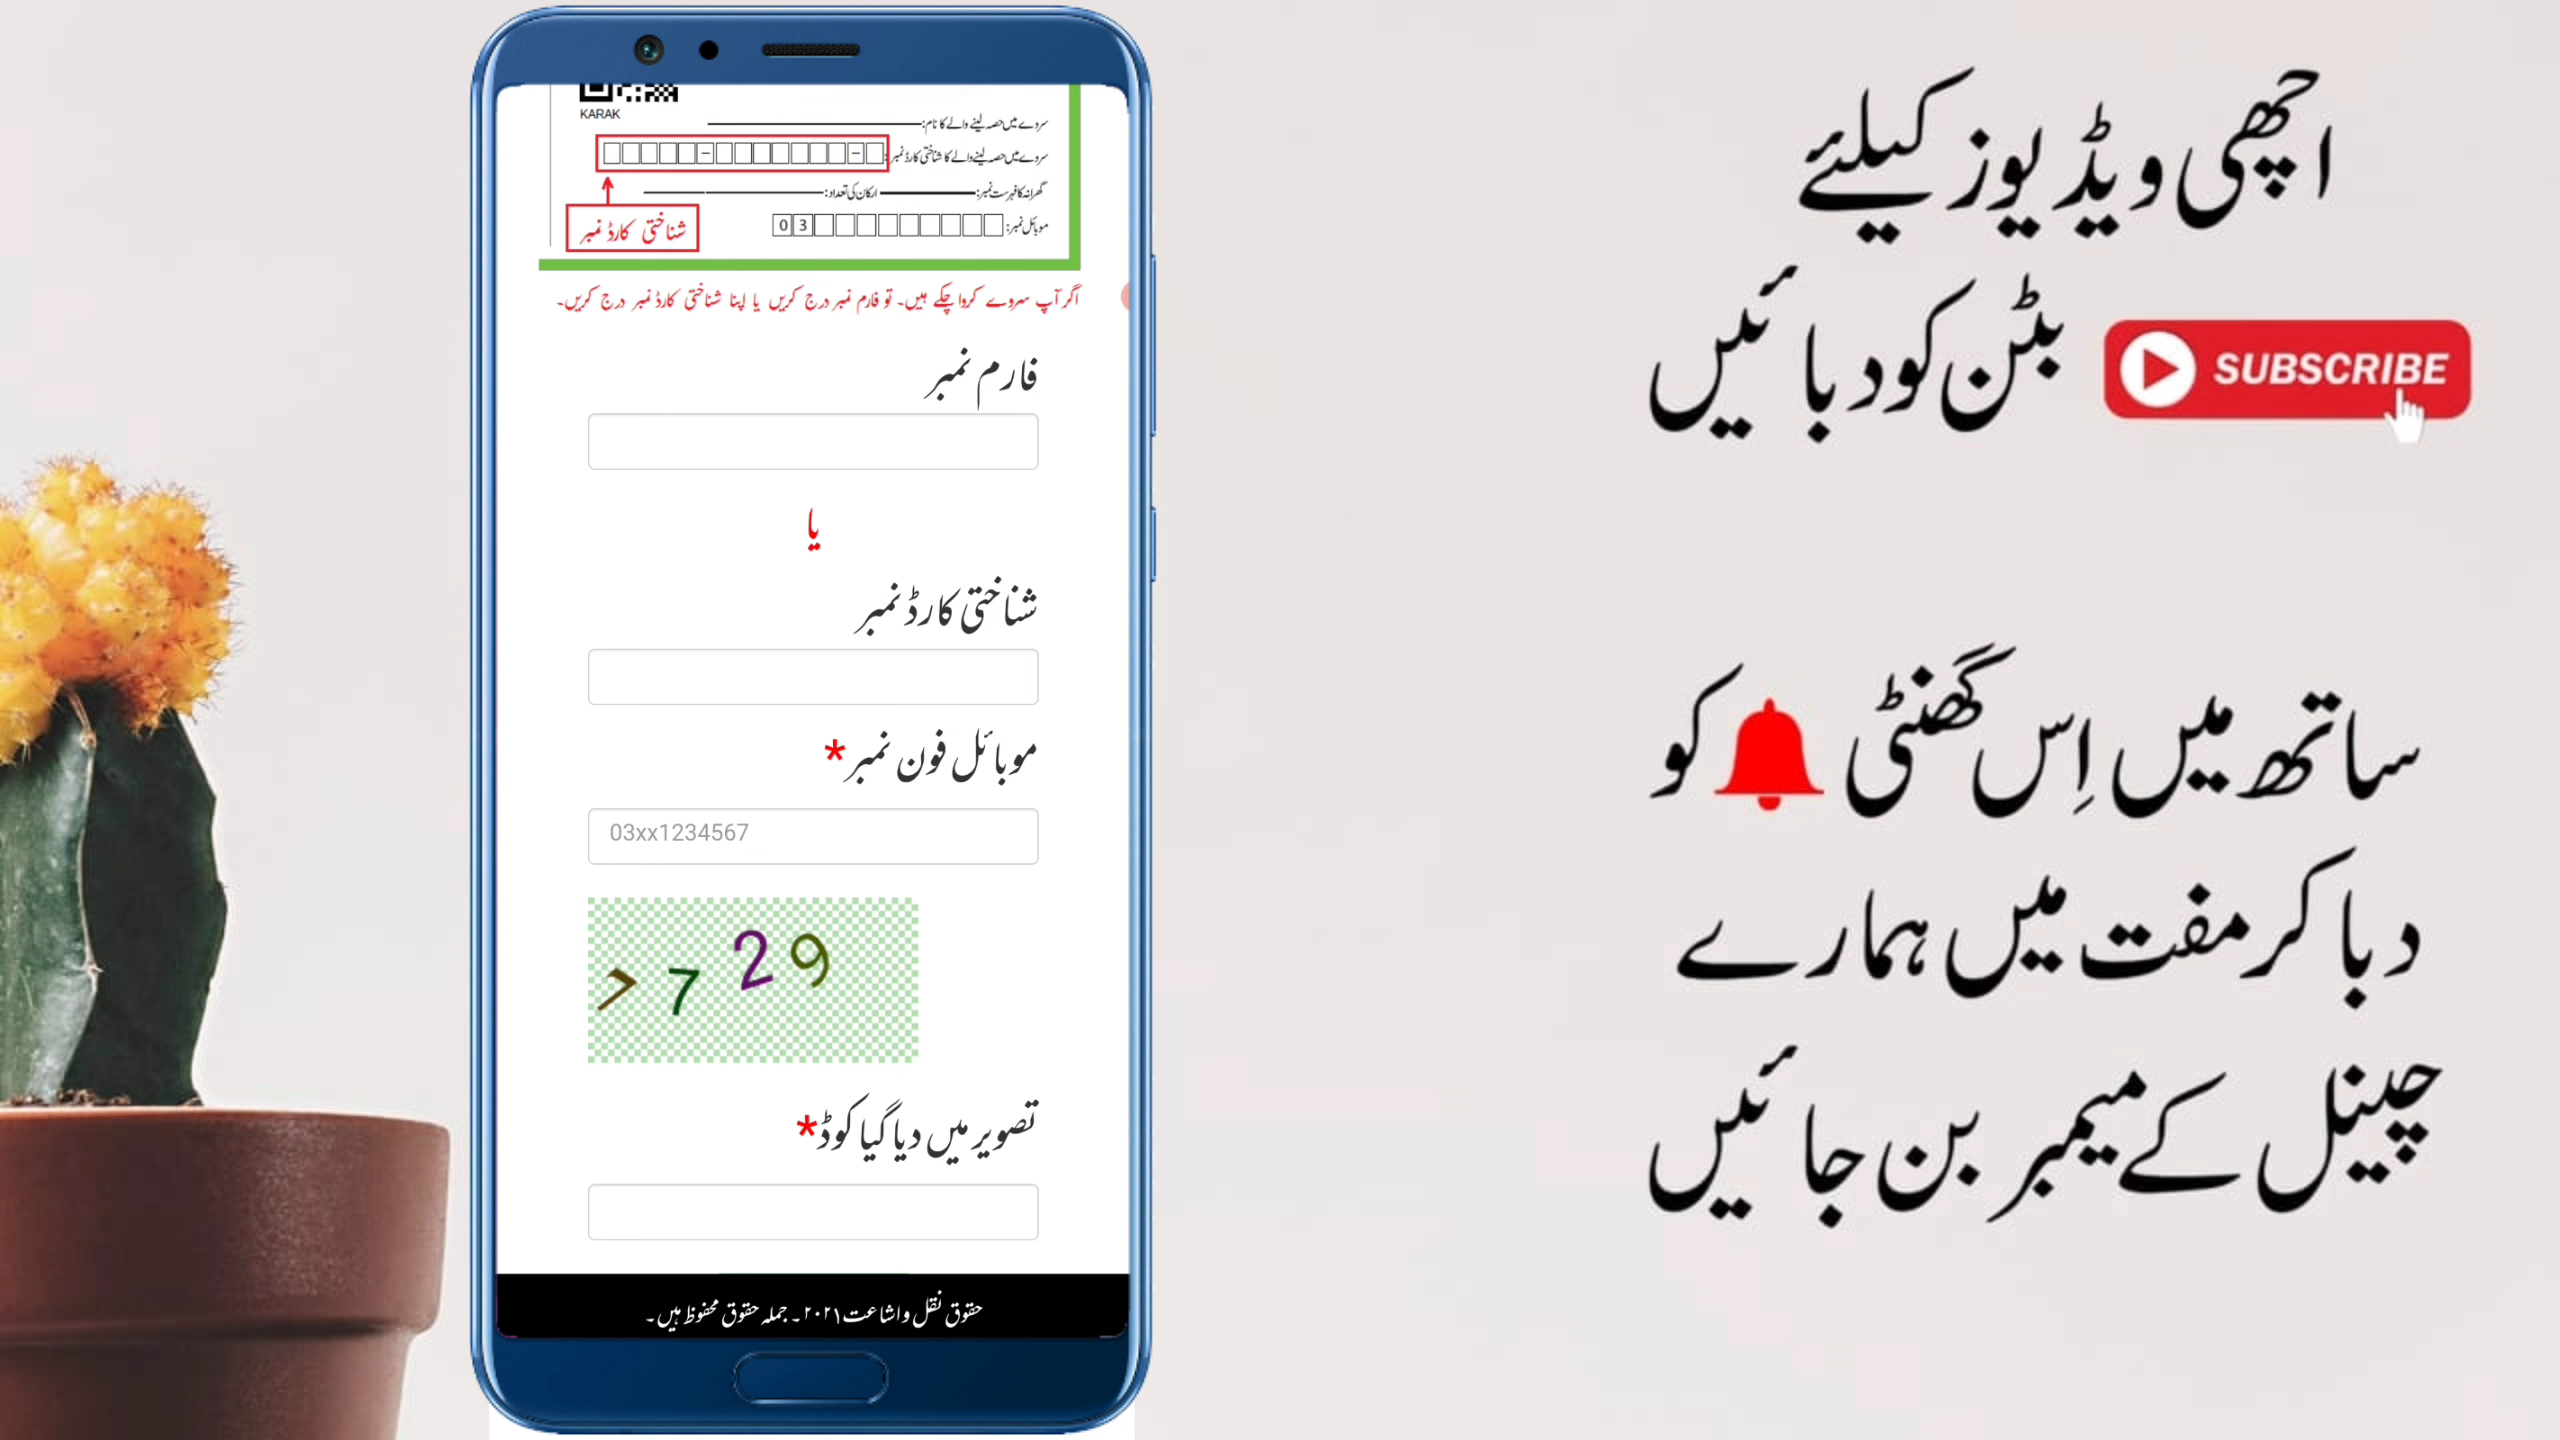 KARAK
سروے میں حصہ لینے والے کا نام:
سروے میں حصہ لینے والے کا شناختی کارڈ نمبر:
گھرانہ کا فہرست نمبر: ارکان کی تعداد:
شناختی کارڈ نمبر
موبائل نمبر: 03
اگر آپ سروے کروا چکے ہیں۔ تو فارم نمبر درج کریں یا اپنا شناختی کارڈ نمبر درج کریں۔
فارم نمبر
یا
شناختی کارڈ نمبر
موبائل فون نمبر*
03xx1234567
7729
تصویر میں دیا گیا کوڈ*
حقوق نقل و اشاعت ۲۰۲۱۔ جملہ حقوق محفوظ ہیں۔
اچھی ویڈیوز کیلئے
SUBSCRIBE بٹن کو دبائیں
ساتھ میں اِس گھنٹی کو
دبا کر مفت میں ہمارے
چینل کے میمبر بن جائیں